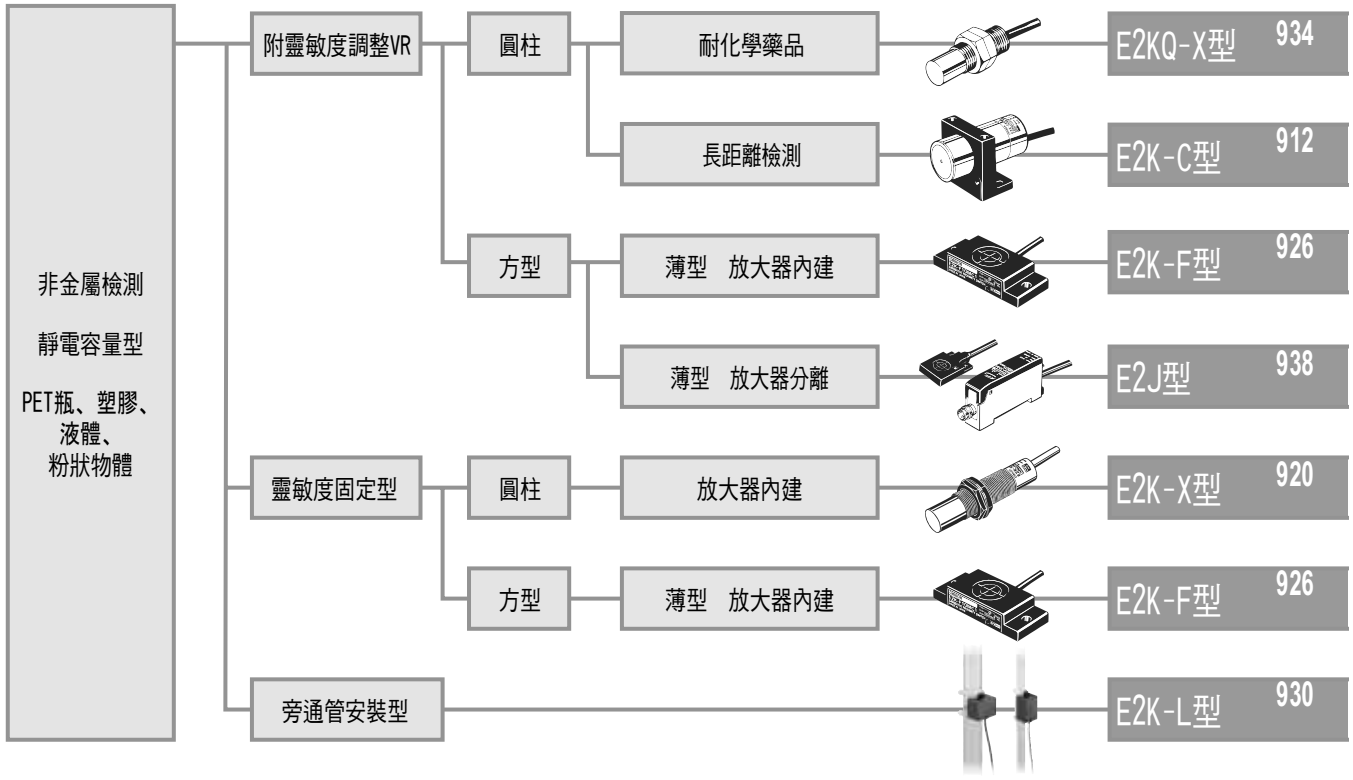 非金屬檢測
靜電容量型
PET瓶、塑膠、
液體、
粉狀物體
附靈敏度調整VR
圓柱
耐化學藥品
E2KQ-X型
934
長距離檢測
E2K-C型
912
方型
薄型 放大器內建
E2K-F型
926
薄型 放大器分離
E2J型
938
靈敏度固定型
圓柱
放大器內建
E2K-X型
920
方型
薄型 放大器內建
E2K-F型
926
旁通管安裝型
E2K-L型
930